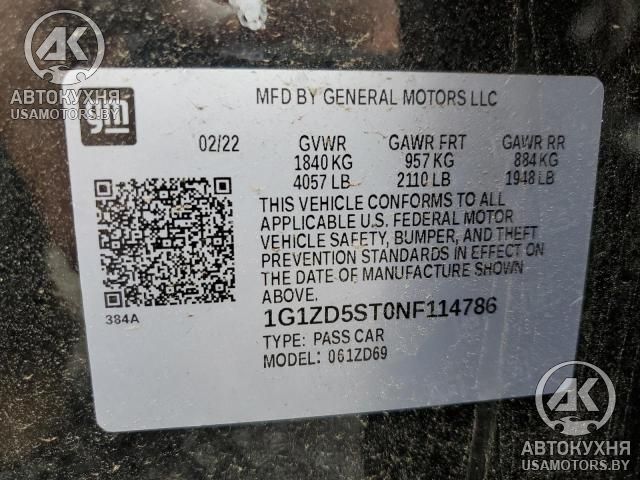 AK
АВТОКУХНЯ
USAMOTORS.BY
gm
MFD BY GENERAL MOTORS LLC
02/22 GVWR GAWR FRT GAWR RR
1840 KG 957 KG 884 KG
4057 LB 2110 LB 1948 LB
THIS VEHICLE CONFORMS TO ALL
APPLICABLE U.S. FEDERAL MOTOR
VEHICLE SAFETY, BUMPER, AND THEFT
PREVENTION STANDARDS IN EFFECT ON
THE DATE OF MANUFACTURE SHOWN
ABOVE.
384A
1G1ZD5ST0NF114786
TYPE: PASS CAR
MODEL: 061ZD69
AK
АВТОКУХНЯ
USAMOTORS.BY